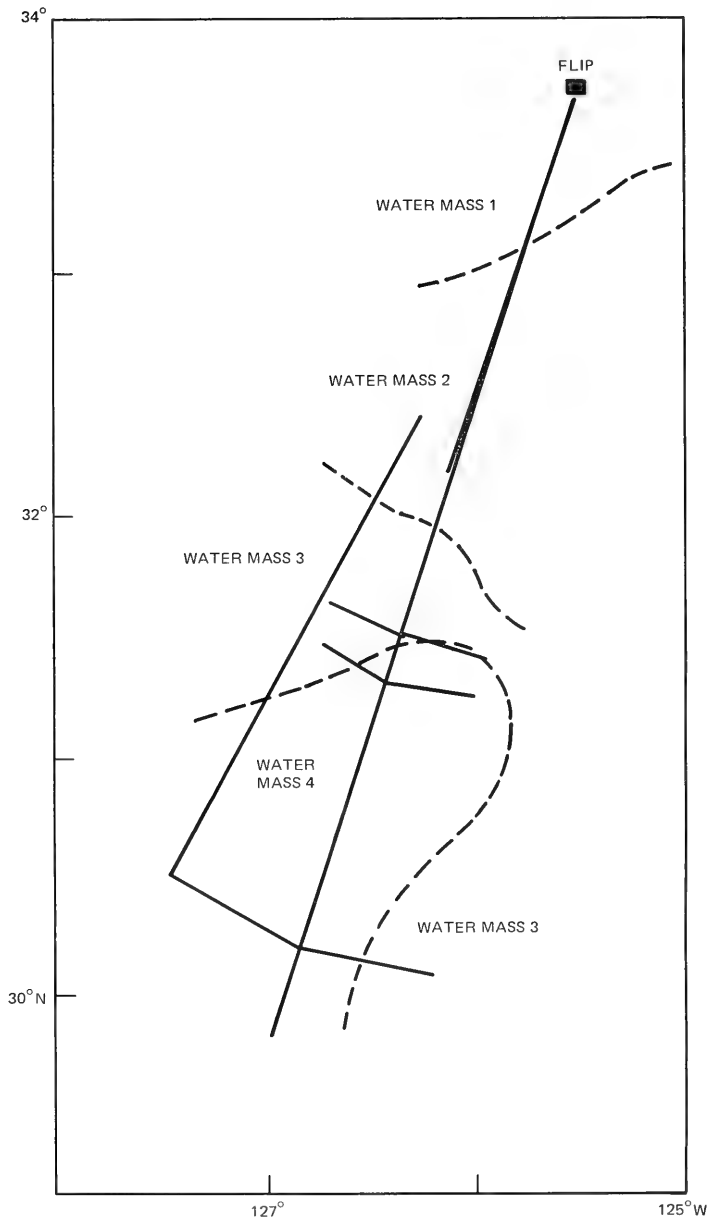 34°
FLIP
WATER MASS 1
WATER MASS 2
32°
WATER MASS 3
WATER
MASS 4
WATER MASS 3
30°N
127°
125°W